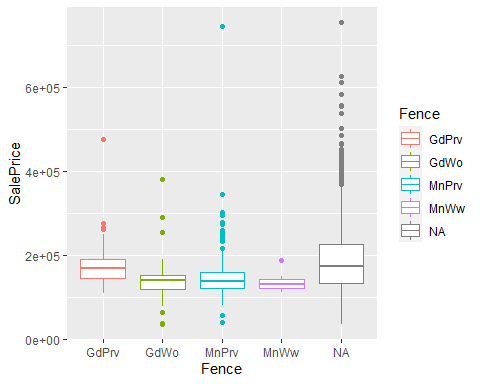 SalePrice
6e+05
4e+05
2e+05
0e+00
GdPrv
GdWo
MnPrv
MnWw
NA
Fence
Fence
GdPrv
GdWo
MnPrv
MnWw
NA